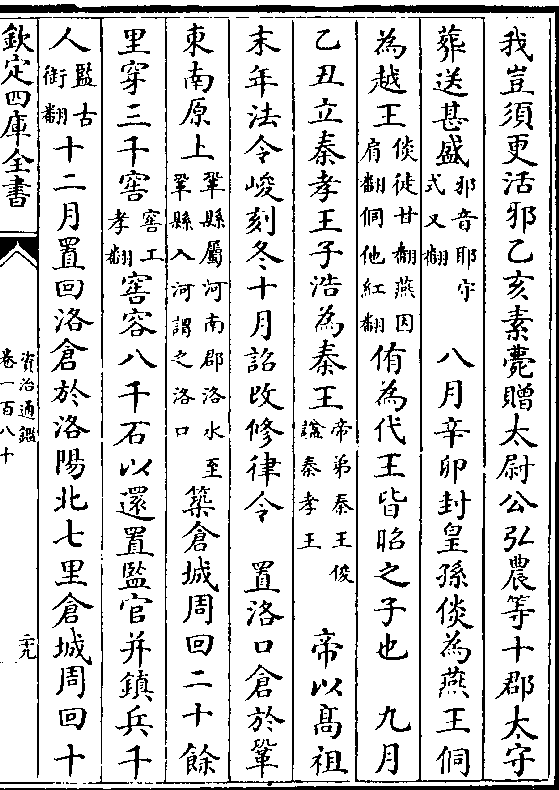 我豈須更活邪乙亥素薨贈太尉公弘農等十郡太守
葬送甚盛邪音耶守式又翻 八月辛卯封皇孫倓為燕王侗
為越王倓徒甘翻燕因肩翻侗他紅翻侑為代王皆昭之子也 九月
乙丑立秦孝王子浩為秦王帝弟秦王俊諡秦孝王 帝以高祖
末年法令峻刻冬十月詔改修律令 置洛口倉於鞏
東南原上鞏縣屬河南郡洛水至鞏縣入河謂之洛口築倉城周回二十餘
里穿三千窖窖工孝翻窖容八千石以還置監官并鎮兵千
人監古銜翻十二月置回洛倉於洛陽北七里倉城周回十
欽定四庫全書
資治通鑑
卷一百八十
二九